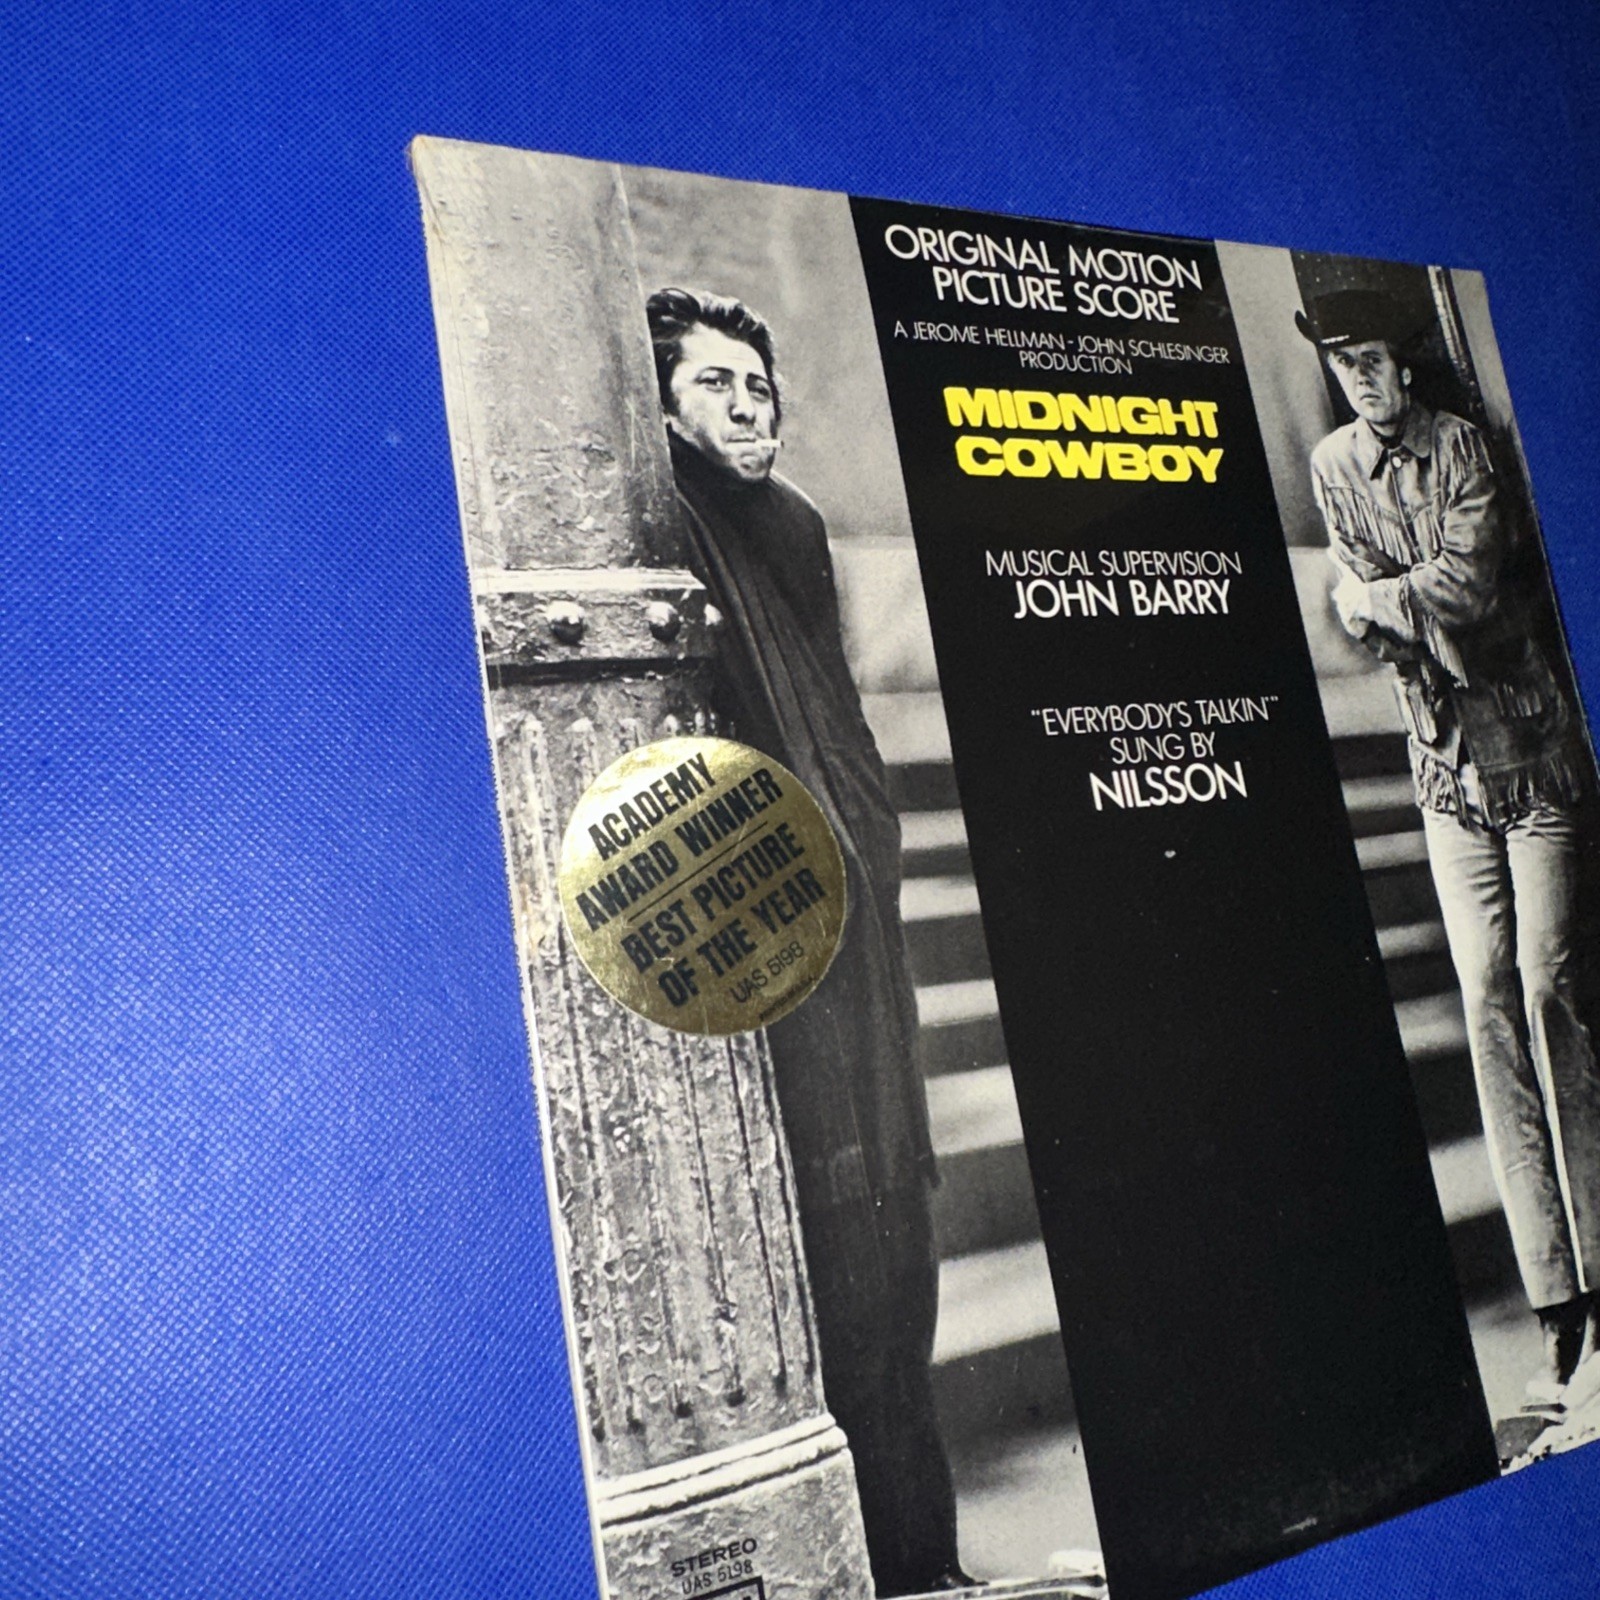 ORIGINAL MOTION
PICTURE SCORE
A JEROME HELLMAN-JOHN SCHLESINGER
PRODUCTION
MIDNIGHT
COWBOY
MUSICAL SUPERVISION
JOHN BARRY
"EVERYBODY'S TALKIN'"
SUNG BY
NILSSON
ACADEMY
AWARD WINNER
BEST PICTURE
OF THE YEAR
UAS 5198
STEREO
UAS 5198